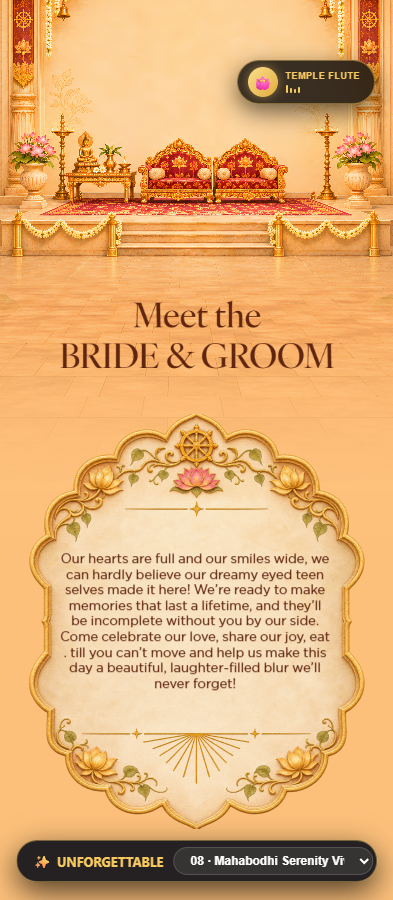 TEMPLE FLUTE
Meet the
BRIDE & GROOM
Our hearts are full and our smiles wide, we
can hardly believe our dreamy eyed teen
selves made it here! We're ready to make
memories that last a lifetime, and they'll
be incomplete without you by our side.
Come celebrate our love, share our joy, eat
. till you can't move and help us make this
day a beautiful, laughter-filled blur we'll
never forget!
UNFORGETTABLE
08 · Mahabodhi Serenity